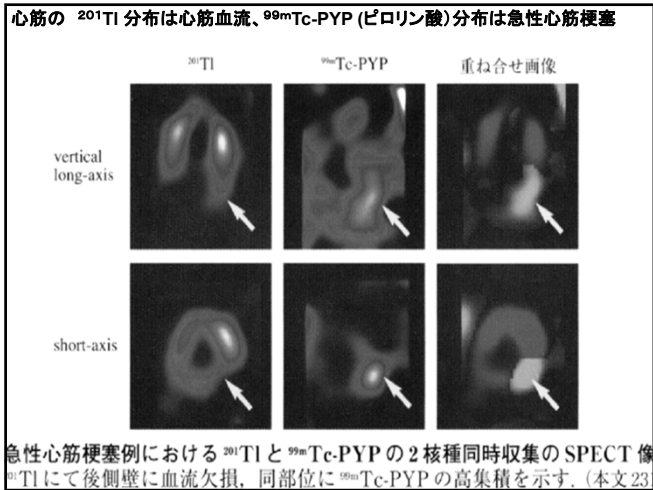 心筋の 201Tl 分布は心筋血流、99mTc-PYP (ピロリン酸)分布は急性心筋梗塞
201Tl 99mTc-PYP 重ね合せ画像
vertical
long-axis
short-axis
急性心筋梗塞例における 201Tl と 99mTc-PYP の 2 核種同時収集の SPECT 像
01Tl にて後側壁に血流欠損，同部位に 99mTc-PYP の高集積を示す．(本文23